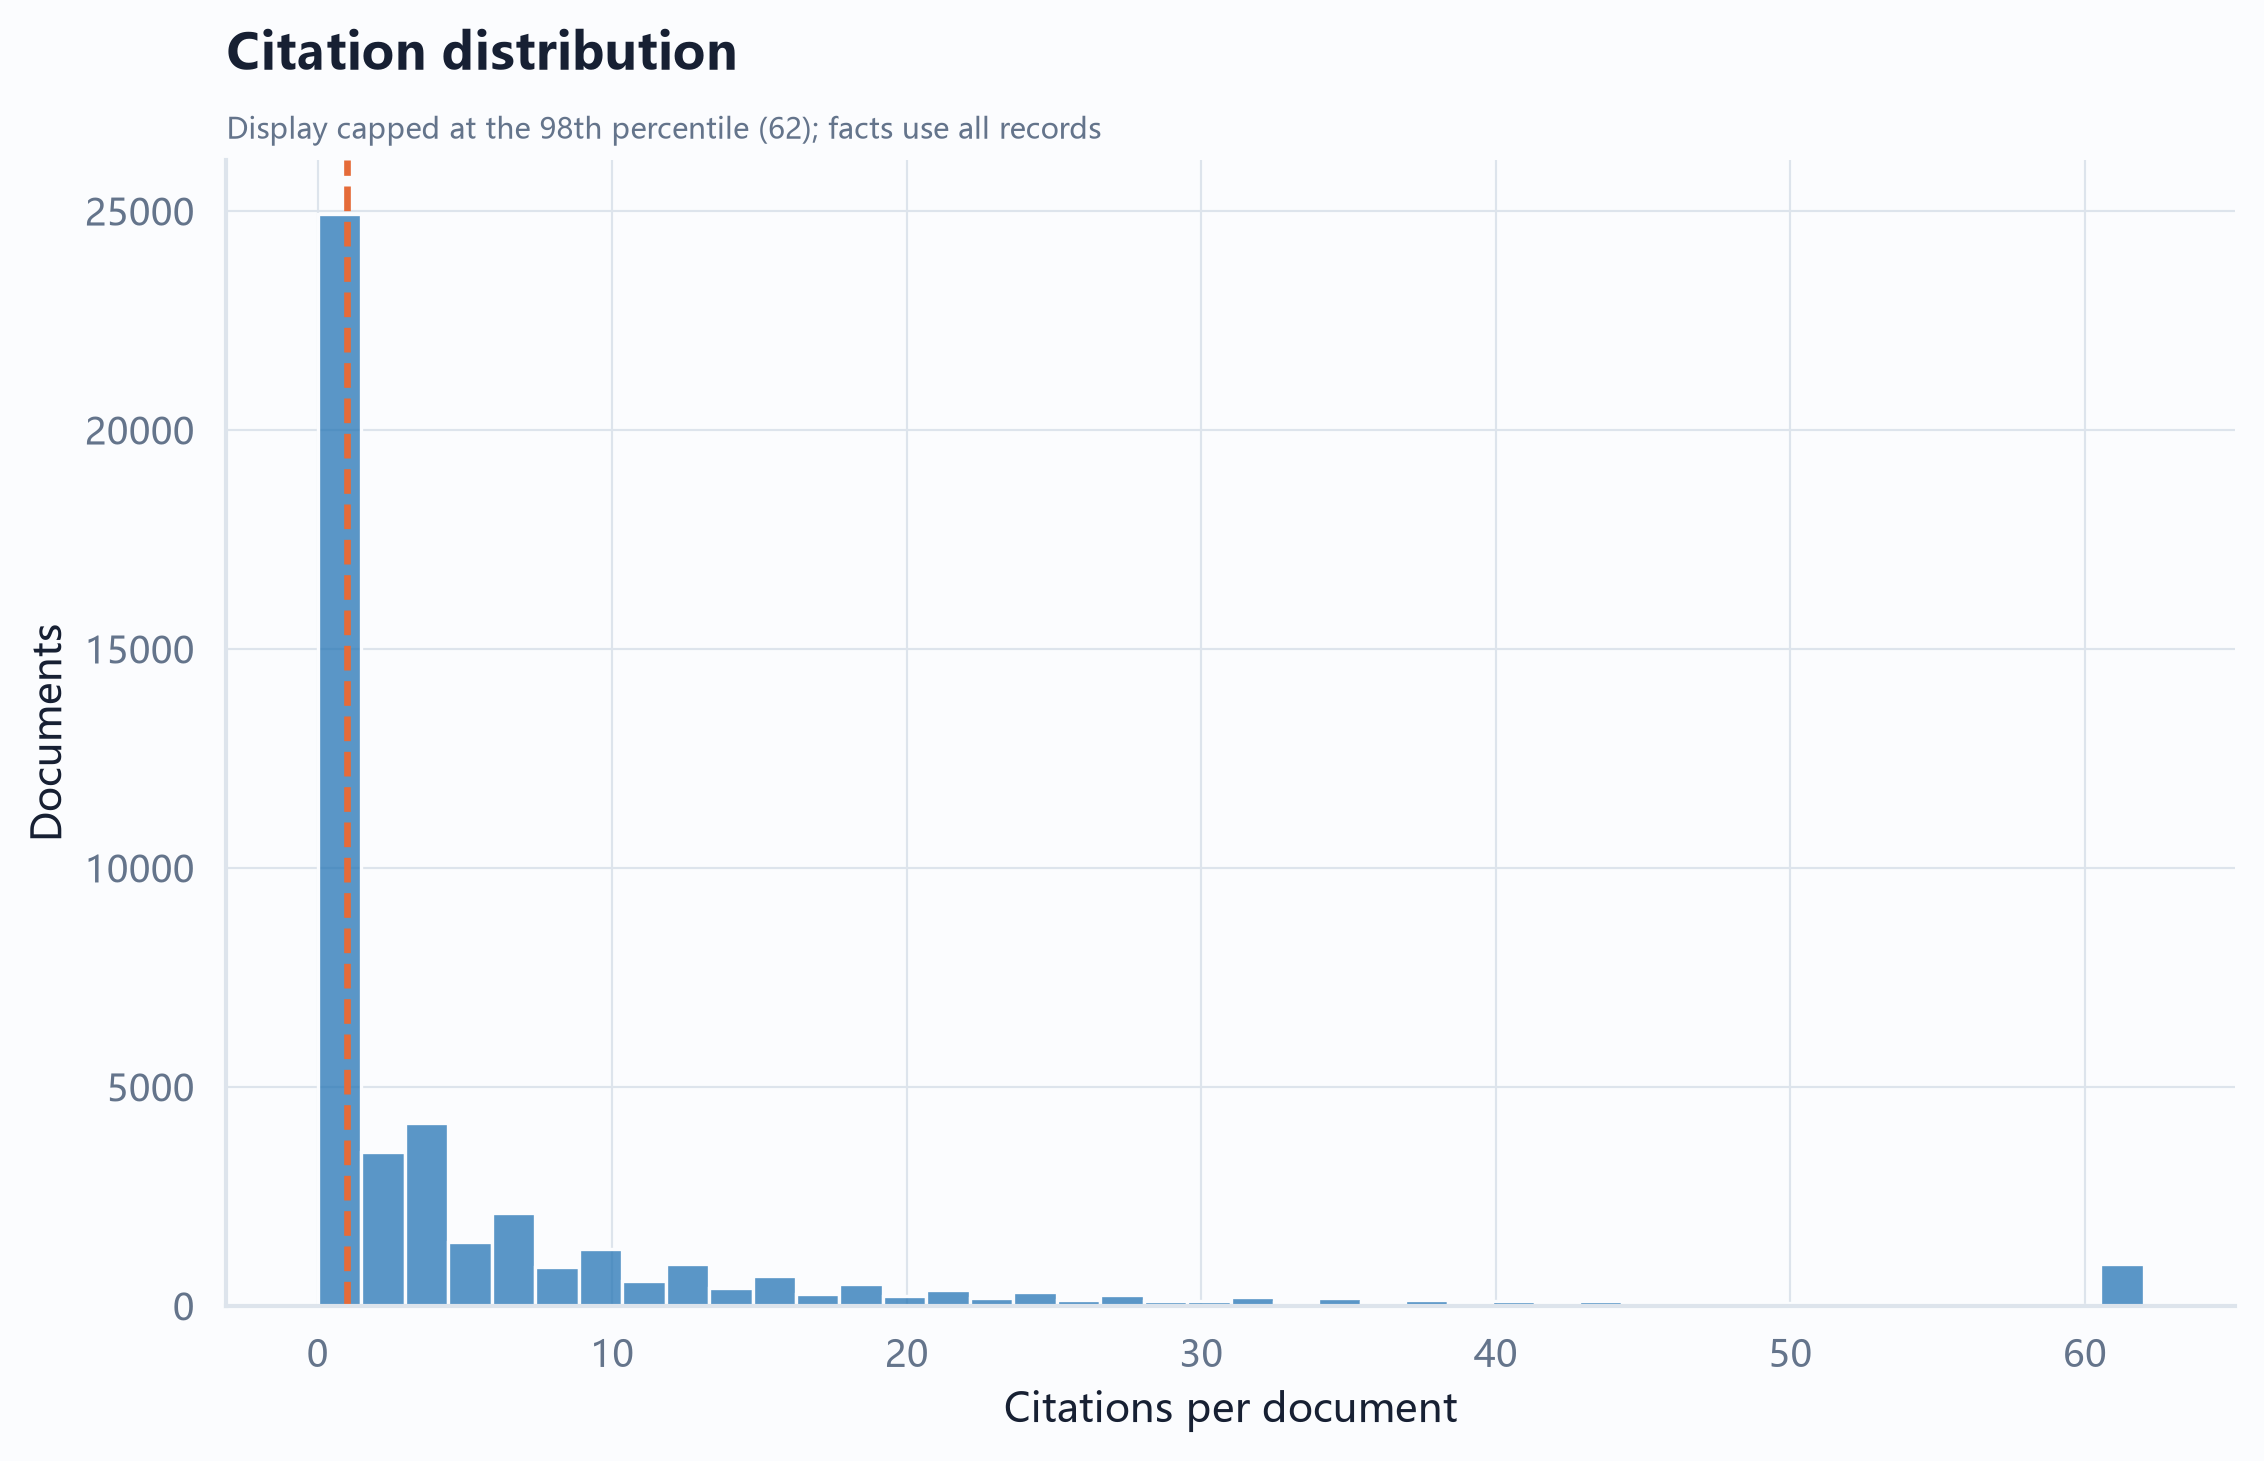 Citation distribution
Display capped at the 98th percentile (62); facts use all records
25000
20000
15000
10000
5000
0
Documents
0 10 20 30 40 50 60
Citations per document